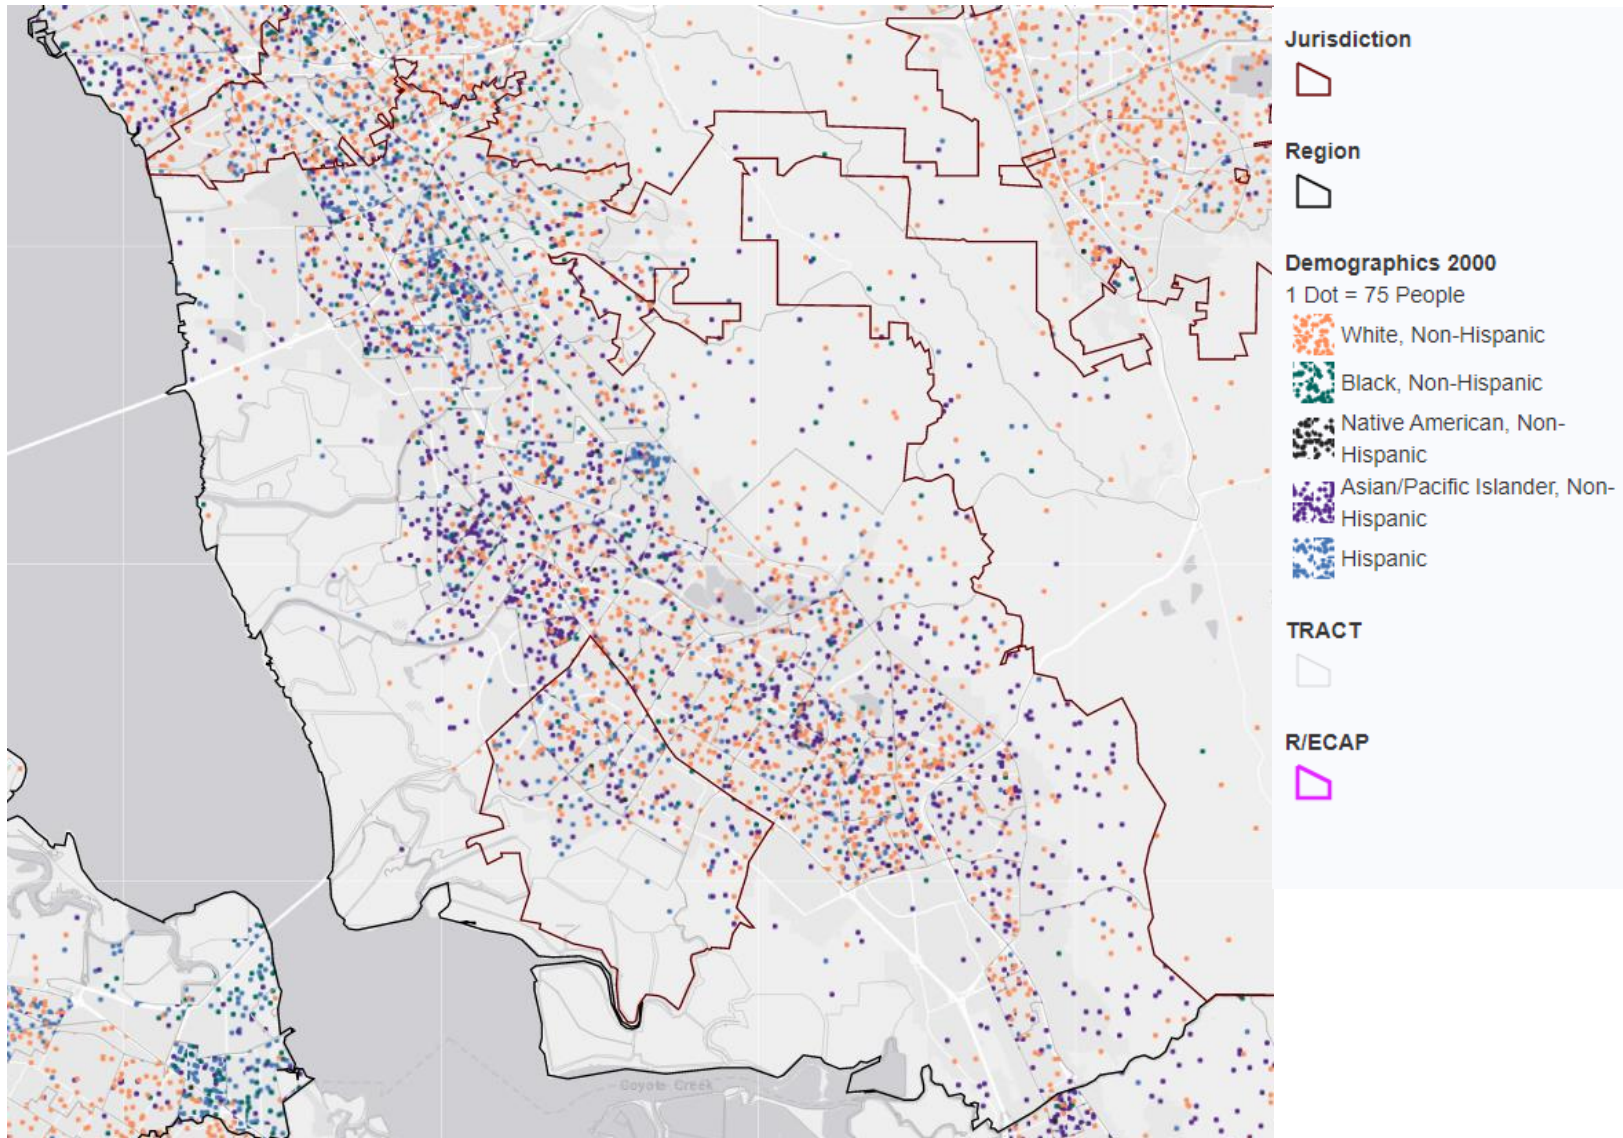 Jurisdiction
Region
Demographics 2000
1 Dot = 75 People
White, Non-Hispanic
Black, Non-Hispanic
Native American, Non-
Hispanic
Asian/Pacific Islander, Non-
Hispanic
Hispanic
TRACT
R/ECAP
Coyote Creek